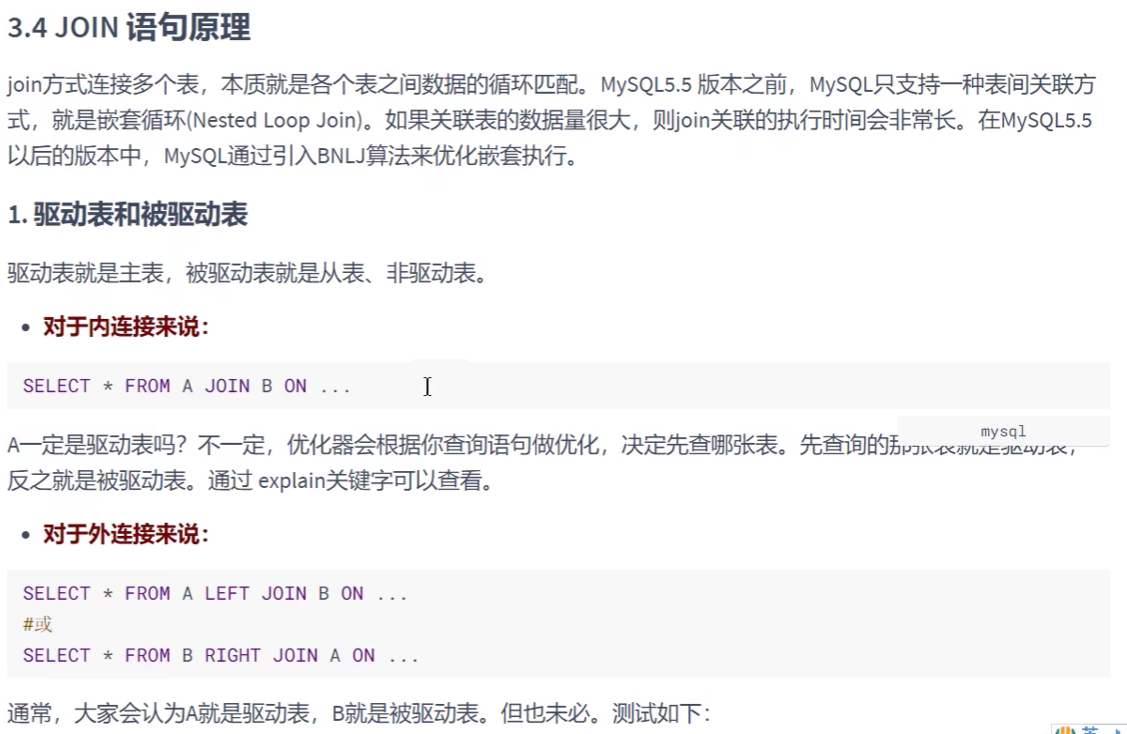 3.4 JOIN 语句原理
join方式连接多个表，本质就是各个表之间数据的循环匹配。MySQL5.5 版本之前，MySQL只支持一种表间关联方
式，就是嵌套循环(Nested Loop Join)。如果关联表的数据量很大，则join关联的执行时间会非常长。在MySQL5.5
以后的版本中，MySQL通过引入BNLJ算法来优化嵌套执行。
1. 驱动表和被驱动表
驱动表就是主表，被驱动表就是从表、非驱动表。
• 对于内连接来说：
SELECT * FROM A JOIN B ON ...
mysql
A一定是驱动表吗？不一定，优化器会根据你查询语句做优化，决定先查哪张表。先查询的那张表就是驱动表，
反之就是被驱动表。通过 explain关键字可以查看。
• 对于外连接来说：
SELECT * FROM A LEFT JOIN B ON ...
#或
SELECT * FROM B RIGHT JOIN A ON ...
通常，大家会认为A就是驱动表，B就是被驱动表。但也未必。测试如下：